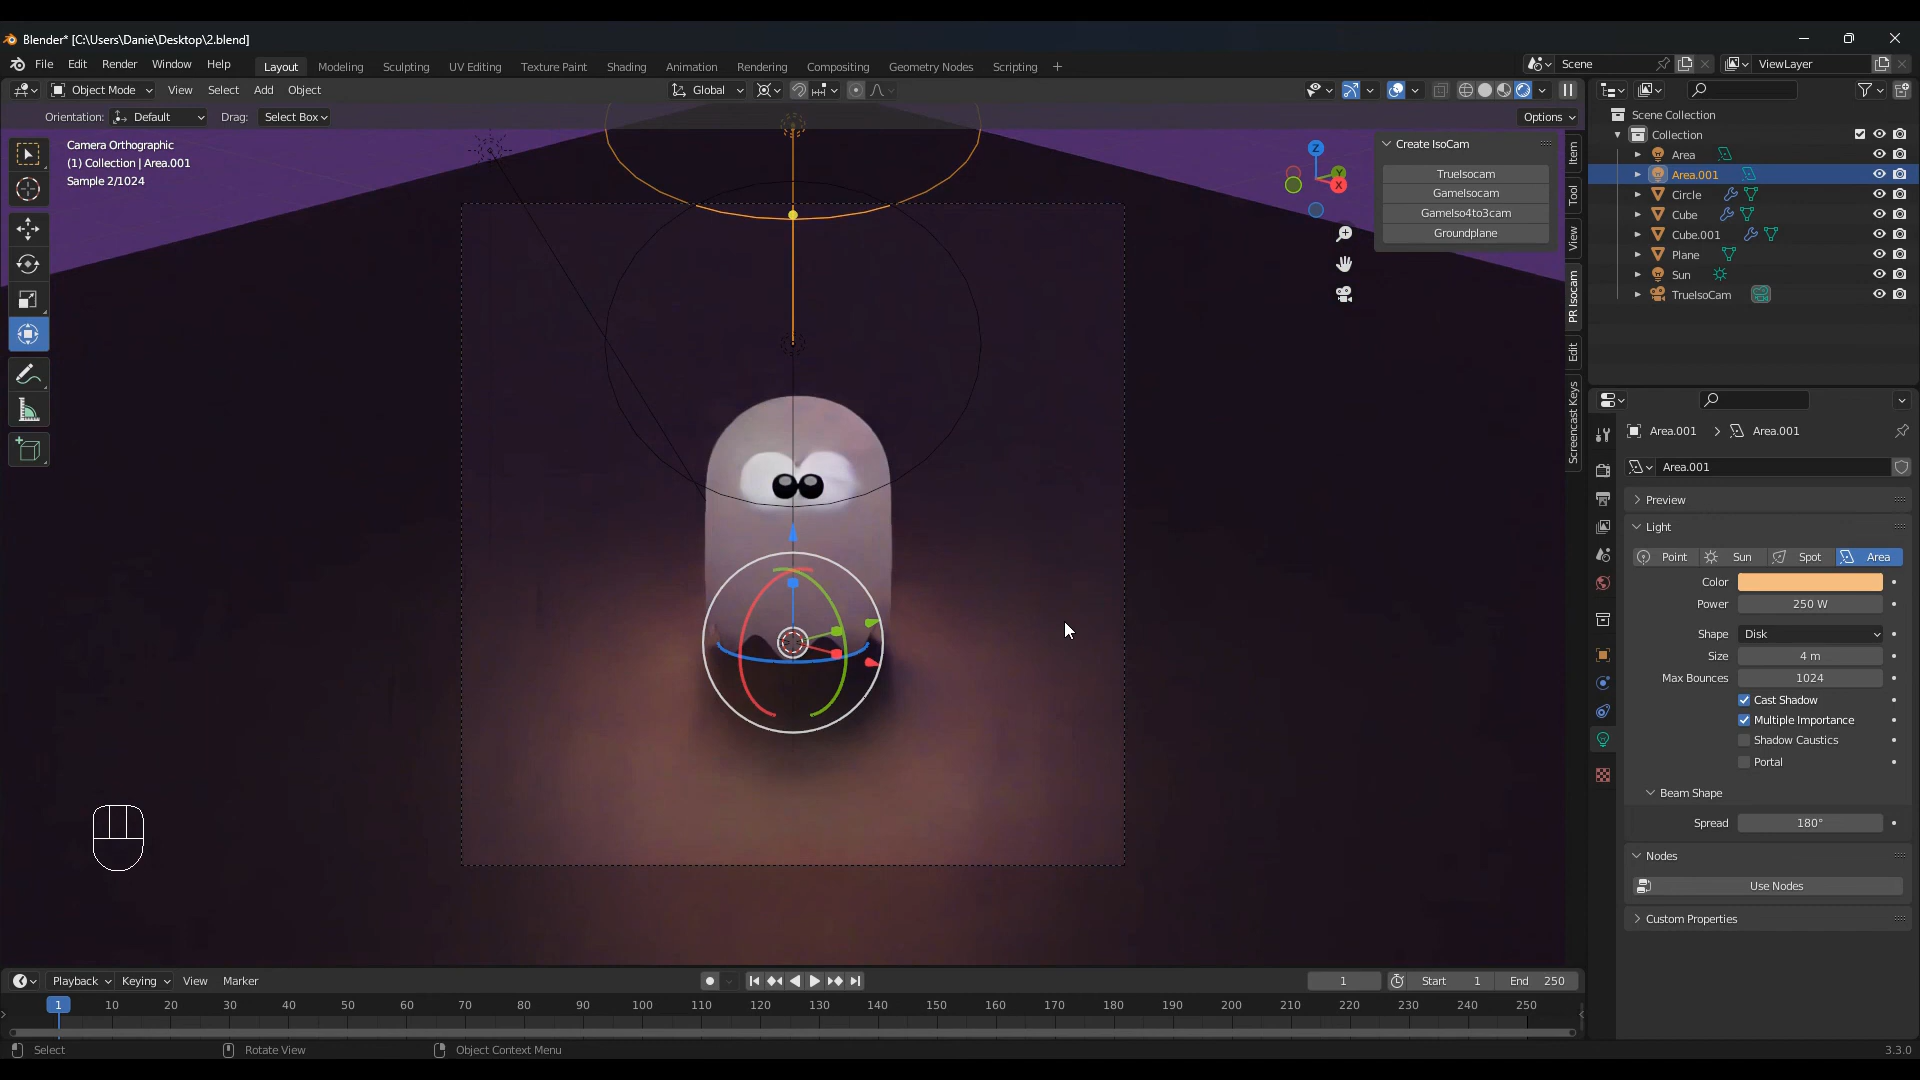 Blender* [C:\Users\Danie\Desktop\2.blend]
File Edit Render Window Help Layout Modeling Sculpting UV Editing Texture Paint Shading Animation Rendering Compositing Geometry Nodes Scripting + Scene ViewLayer
Object Mode View Select Add Object Global
Orientation: Default Drag: Select Box Options
Camera Orthographic
(1) Collection | Area.001
Sample 2/1024
Z
Y
X
Create IsoCam
TrueIsocam
GameIsocam
GameIso4to3cam
Groundplane
Item
Tool
View
PR Isocam
Edit
Screencast Keys
Scene Collection
Collection
Area
Area.001
Circle
Cube
Cube.001
Plane
Sun
TrueIsoCam
Area.001 > Area.001
Area.001
Preview
Light
Point Sun Spot Area
Color
Power 250 W
Shape Disk
Size 4 m
Max Bounces 1024
Cast Shadow
Multiple Importance
Shadow Caustics
Portal
Beam Shape
Spread 180°
Nodes
Use Nodes
Custom Properties
Playback Keying View Marker 1 Start 1 End 250
1 10 20 30 40 50 60 70 80 90 100 110 120 130 140 150 160 170 180 190 200 210 220 230 240 250
Select Rotate View Object Context Menu 3.3.0